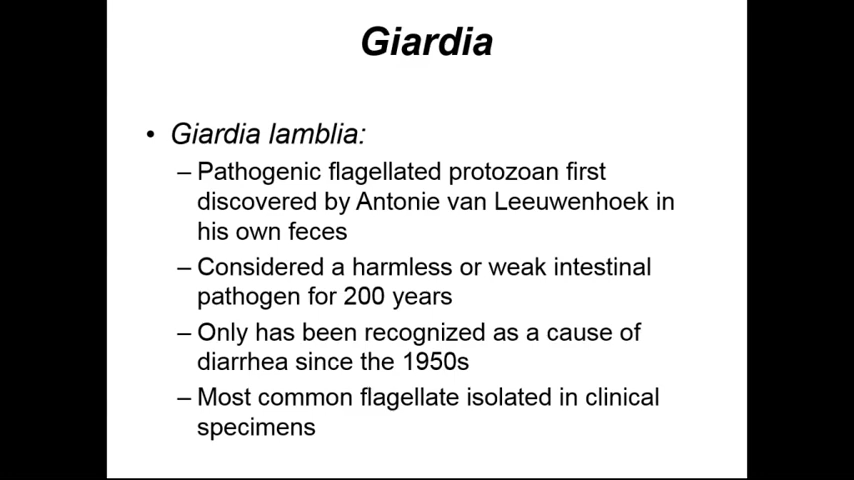 Giardia
• Giardia lamblia:
– Pathogenic flagellated protozoan first
discovered by Antonie van Leeuwenhoek in
his own feces
– Considered a harmless or weak intestinal
pathogen for 200 years
– Only has been recognized as a cause of
diarrhea since the 1950s
– Most common flagellate isolated in clinical
specimens